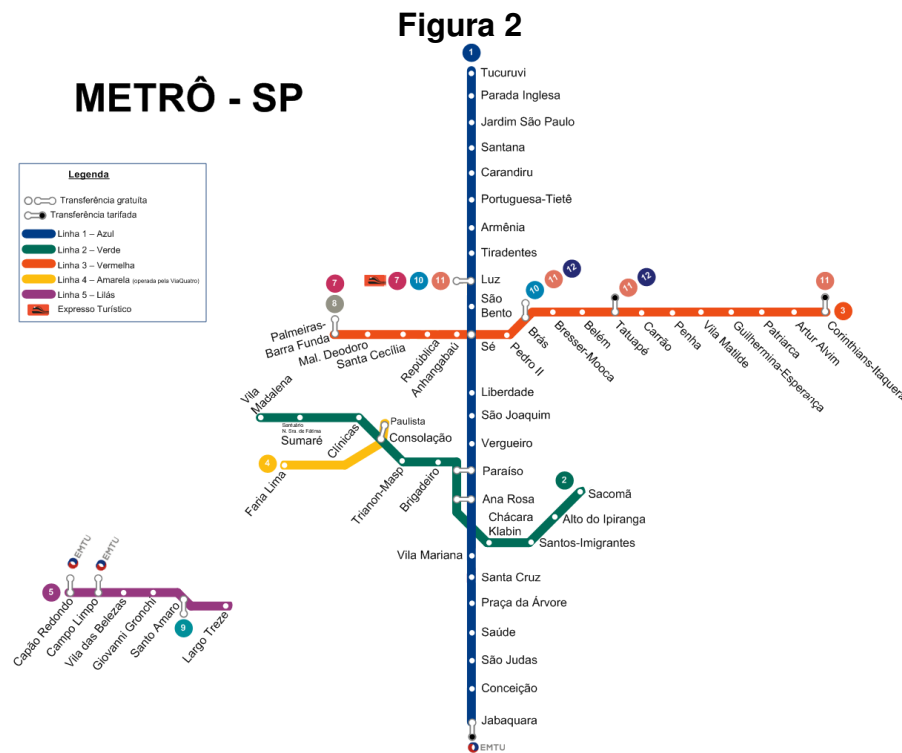 Figura 2
METRÔ - SP
Legenda
Transferência gratuíta
Transferência tarifada
Linha 1 – Azul
Linha 2 – Verde
Linha 3 – Vermelha
Linha 4 – Amarela (operada pela ViaQuatro)
Linha 5 – Lilás
Expresso Turístico
1
Tucuruvi
Parada Inglesa
Jardim São Paulo
Santana
Carandiru
Portuguesa-Tietê
Armênia
Tiradentes
7 10 11
Luz
São
Bento
7
8
Palmeiras-
Barra Funda
Mal. Deodoro
Santa Cecília
República
Anhangabaú
Sé
Pedro II
10 11 12
Brás
Bresser-Mooca
Belém
11 12
Tatuapé
Carrão
Penha
Vila Matilde
Guilhermina-Esperança
Patriarca
Artur Alvim
11
Corinthians-Itaquera
3
Liberdade
São Joaquim
Vergueiro
Paraíso
Ana Rosa
Vila
Madalena
Santuário
N. Sra. de Fátima
Sumaré
Clínicas
Paulista
Consolação
4
Faria Lima
Trianon-Masp
Brigadeiro
Chácara
Klabin
Santos-Imigrantes
Alto do Ipiranga
Sacomã
2
Vila Mariana
Santa Cruz
Praça da Árvore
Saúde
São Judas
Conceição
Jabaquara
EMTU
5
EMTU
EMTU
Capão Redondo
Campo Limpo
Vila das Belezas
Giovanni Gronchi
Santo Amaro
9
Largo Treze